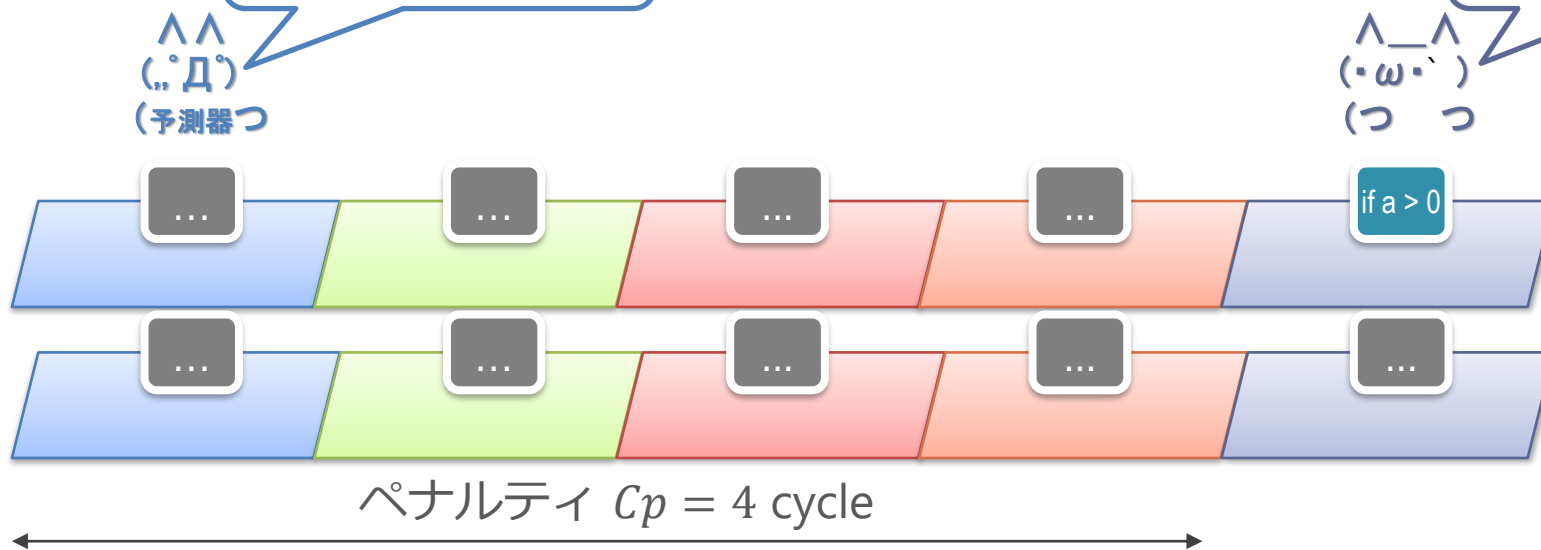 ∧ ∧ ∧＿∧
(,,ﾟДﾟ) (・ω・` )
(予測器つ (つ つ
... ... ... ... if a > 0
... ... ... ... ...
ペナルティ Cp = 4 cycle